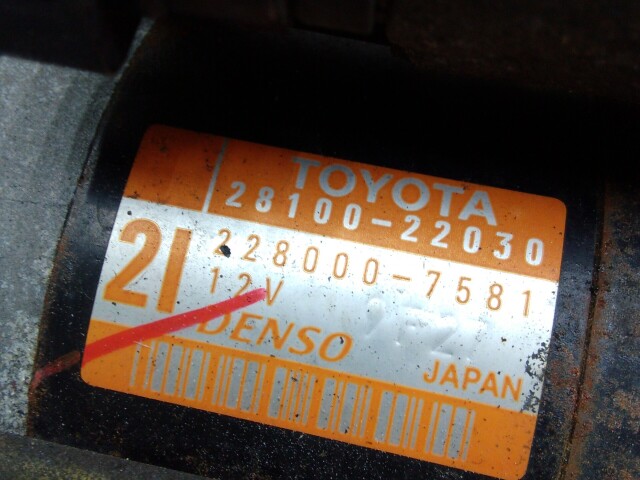 TOYOTA
28100-22030
21 228000-7581
12V
DENSO
JAPAN